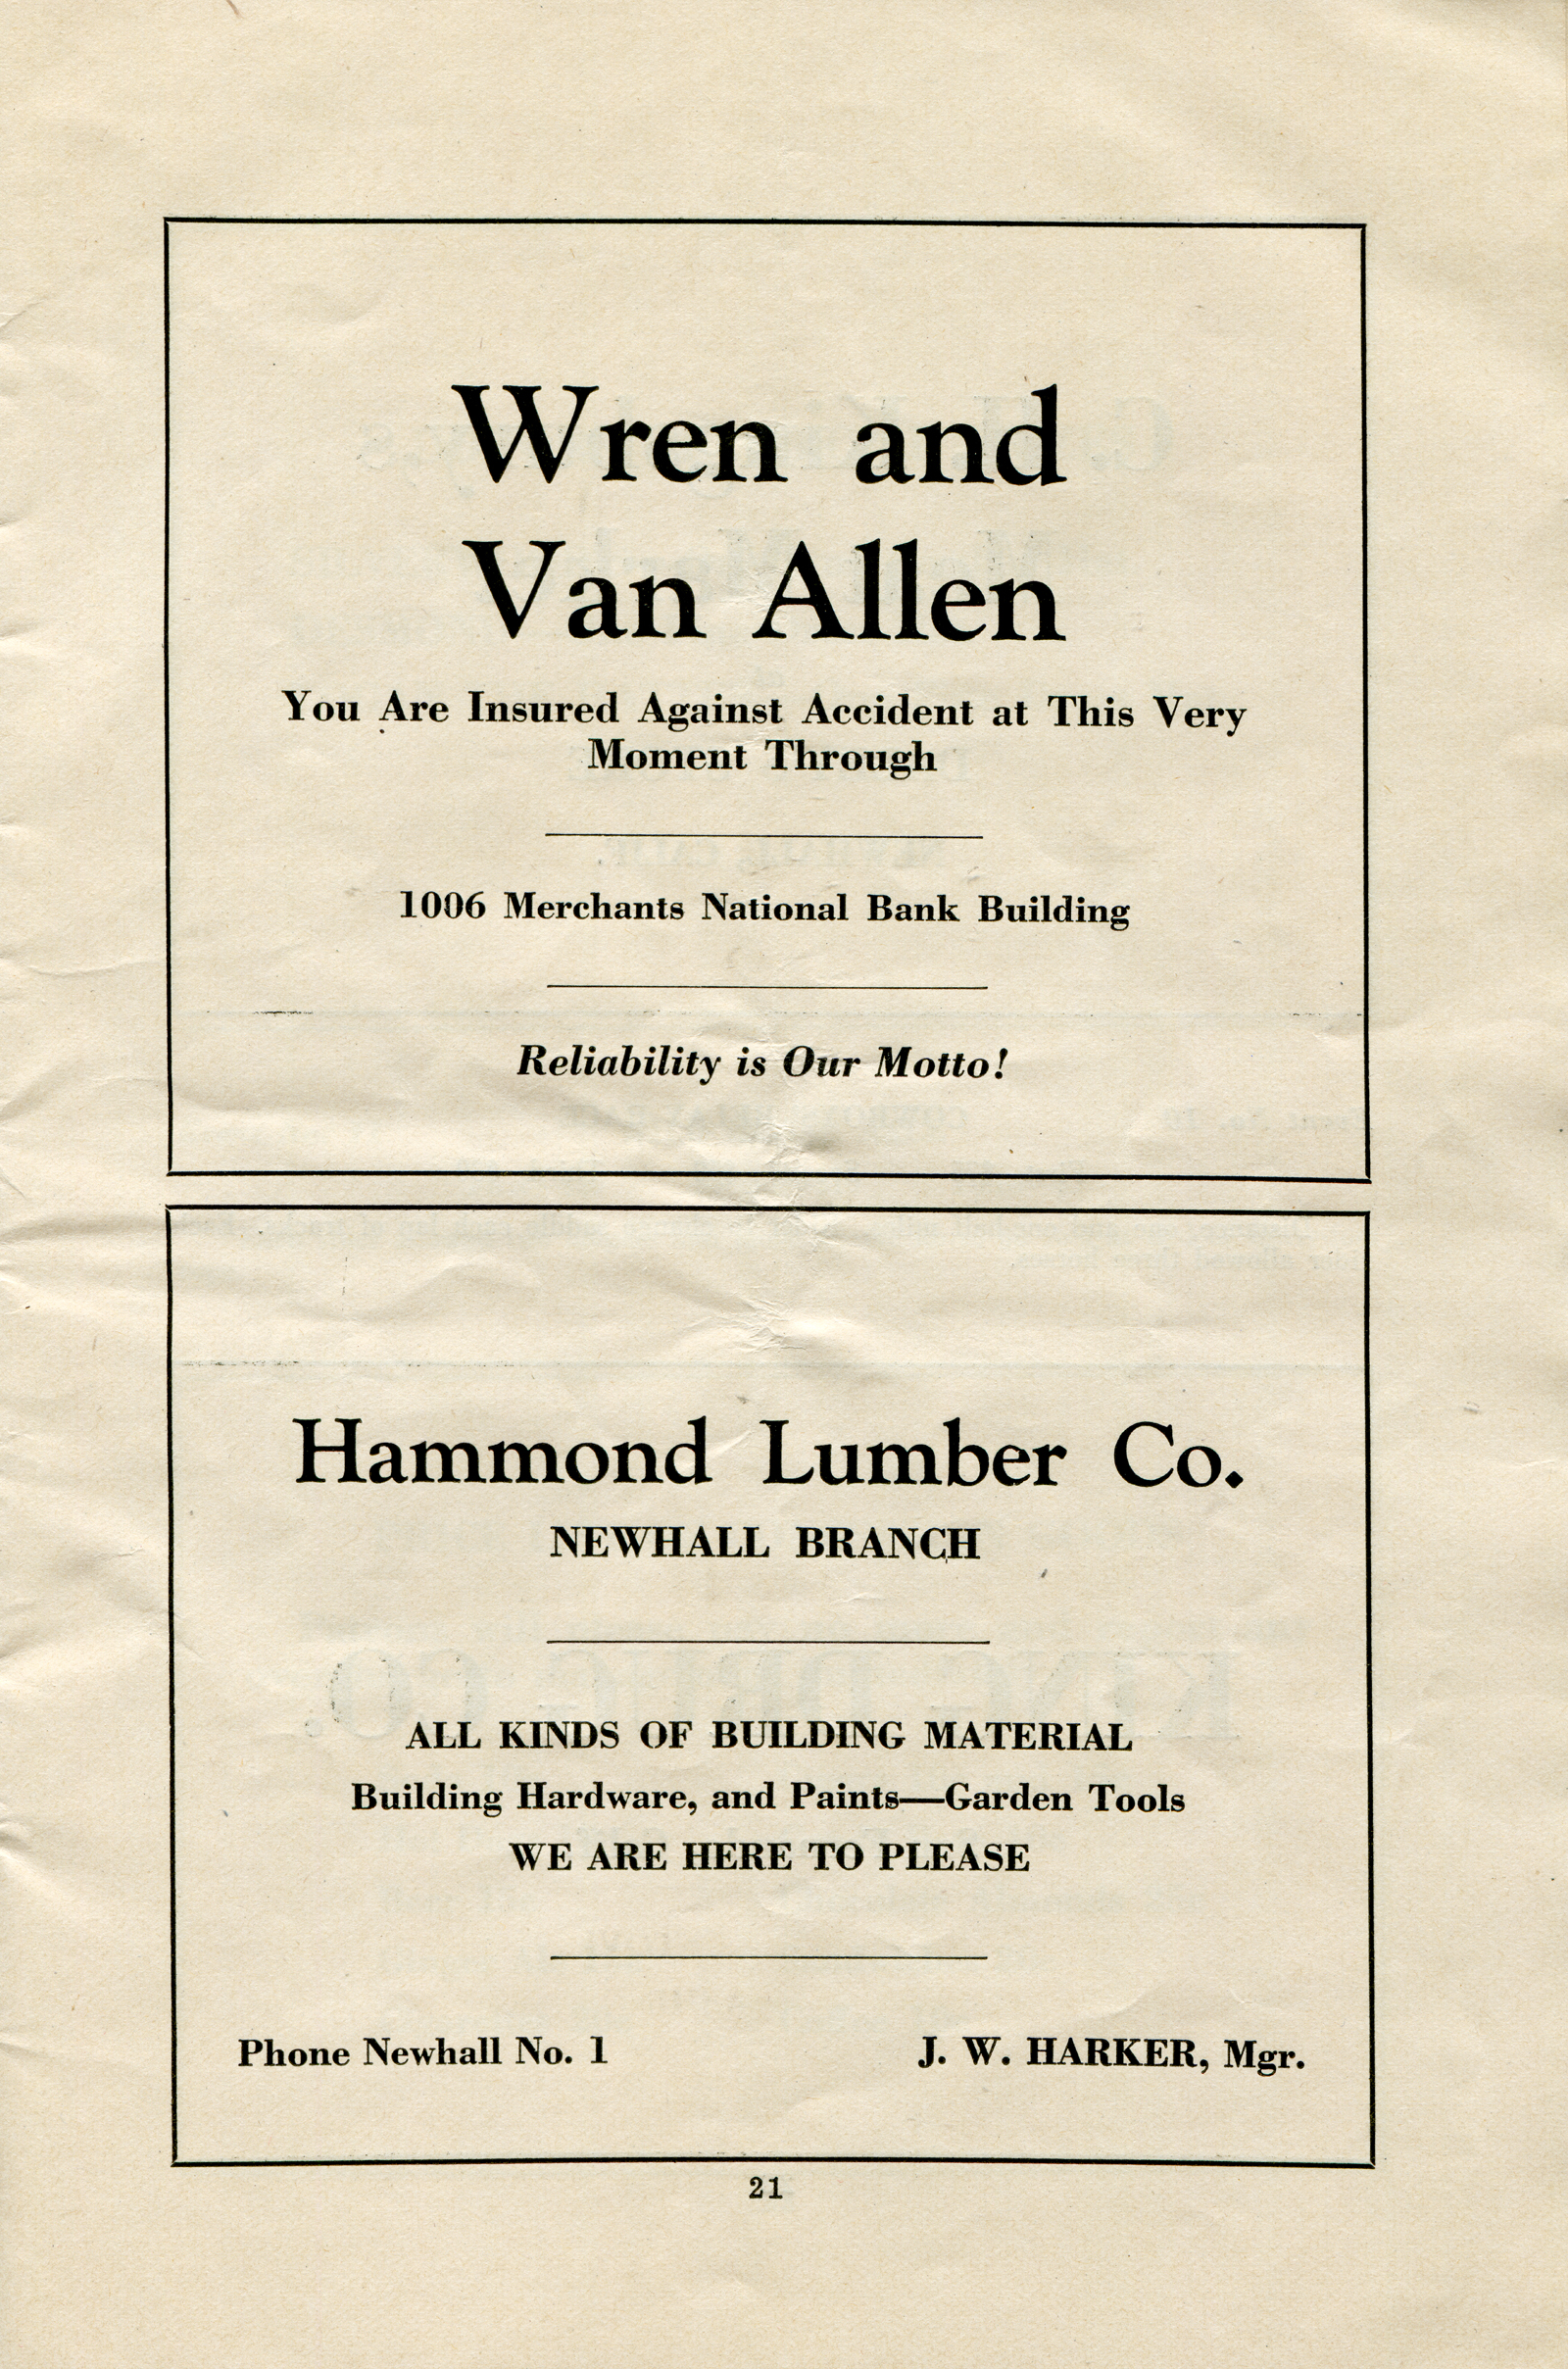 Wren and
Van Allen
You Are Insured Against Accident at This Very
Moment Through
1006 Merchants National Bank Building
Reliability is Our Motto!
Hammond Lumber Co.
NEWHALL BRANCH
ALL KINDS OF BUILDING MATERIAL
Building Hardware, and Paints—Garden Tools
WE ARE HERE TO PLEASE
Phone Newhall No. 1 J. W. HARKER, Mgr.
21